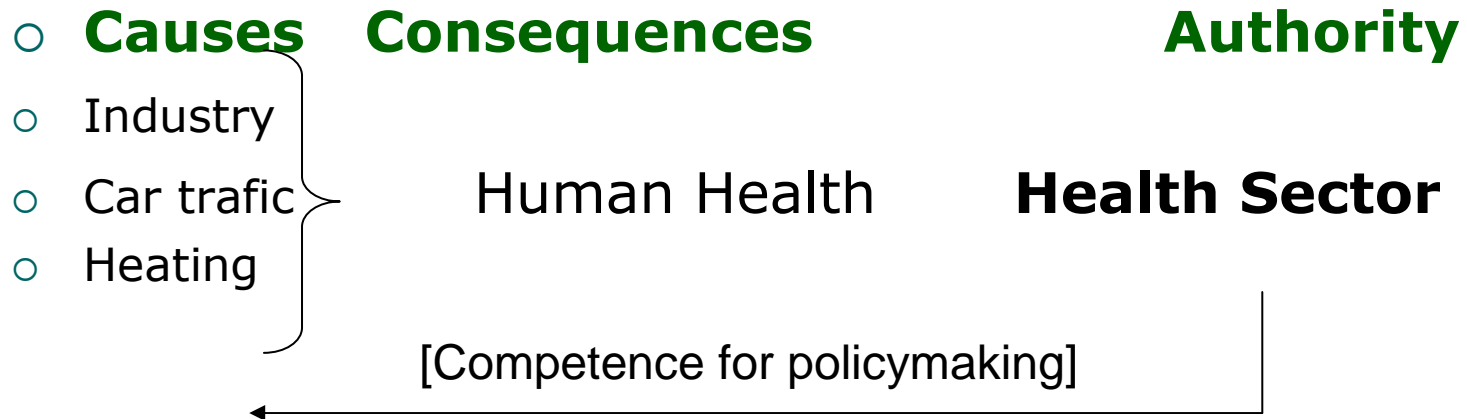 Causes Consequences Authority
Industry
Car trafic Human Health Health Sector
Heating
[Competence for policymaking]